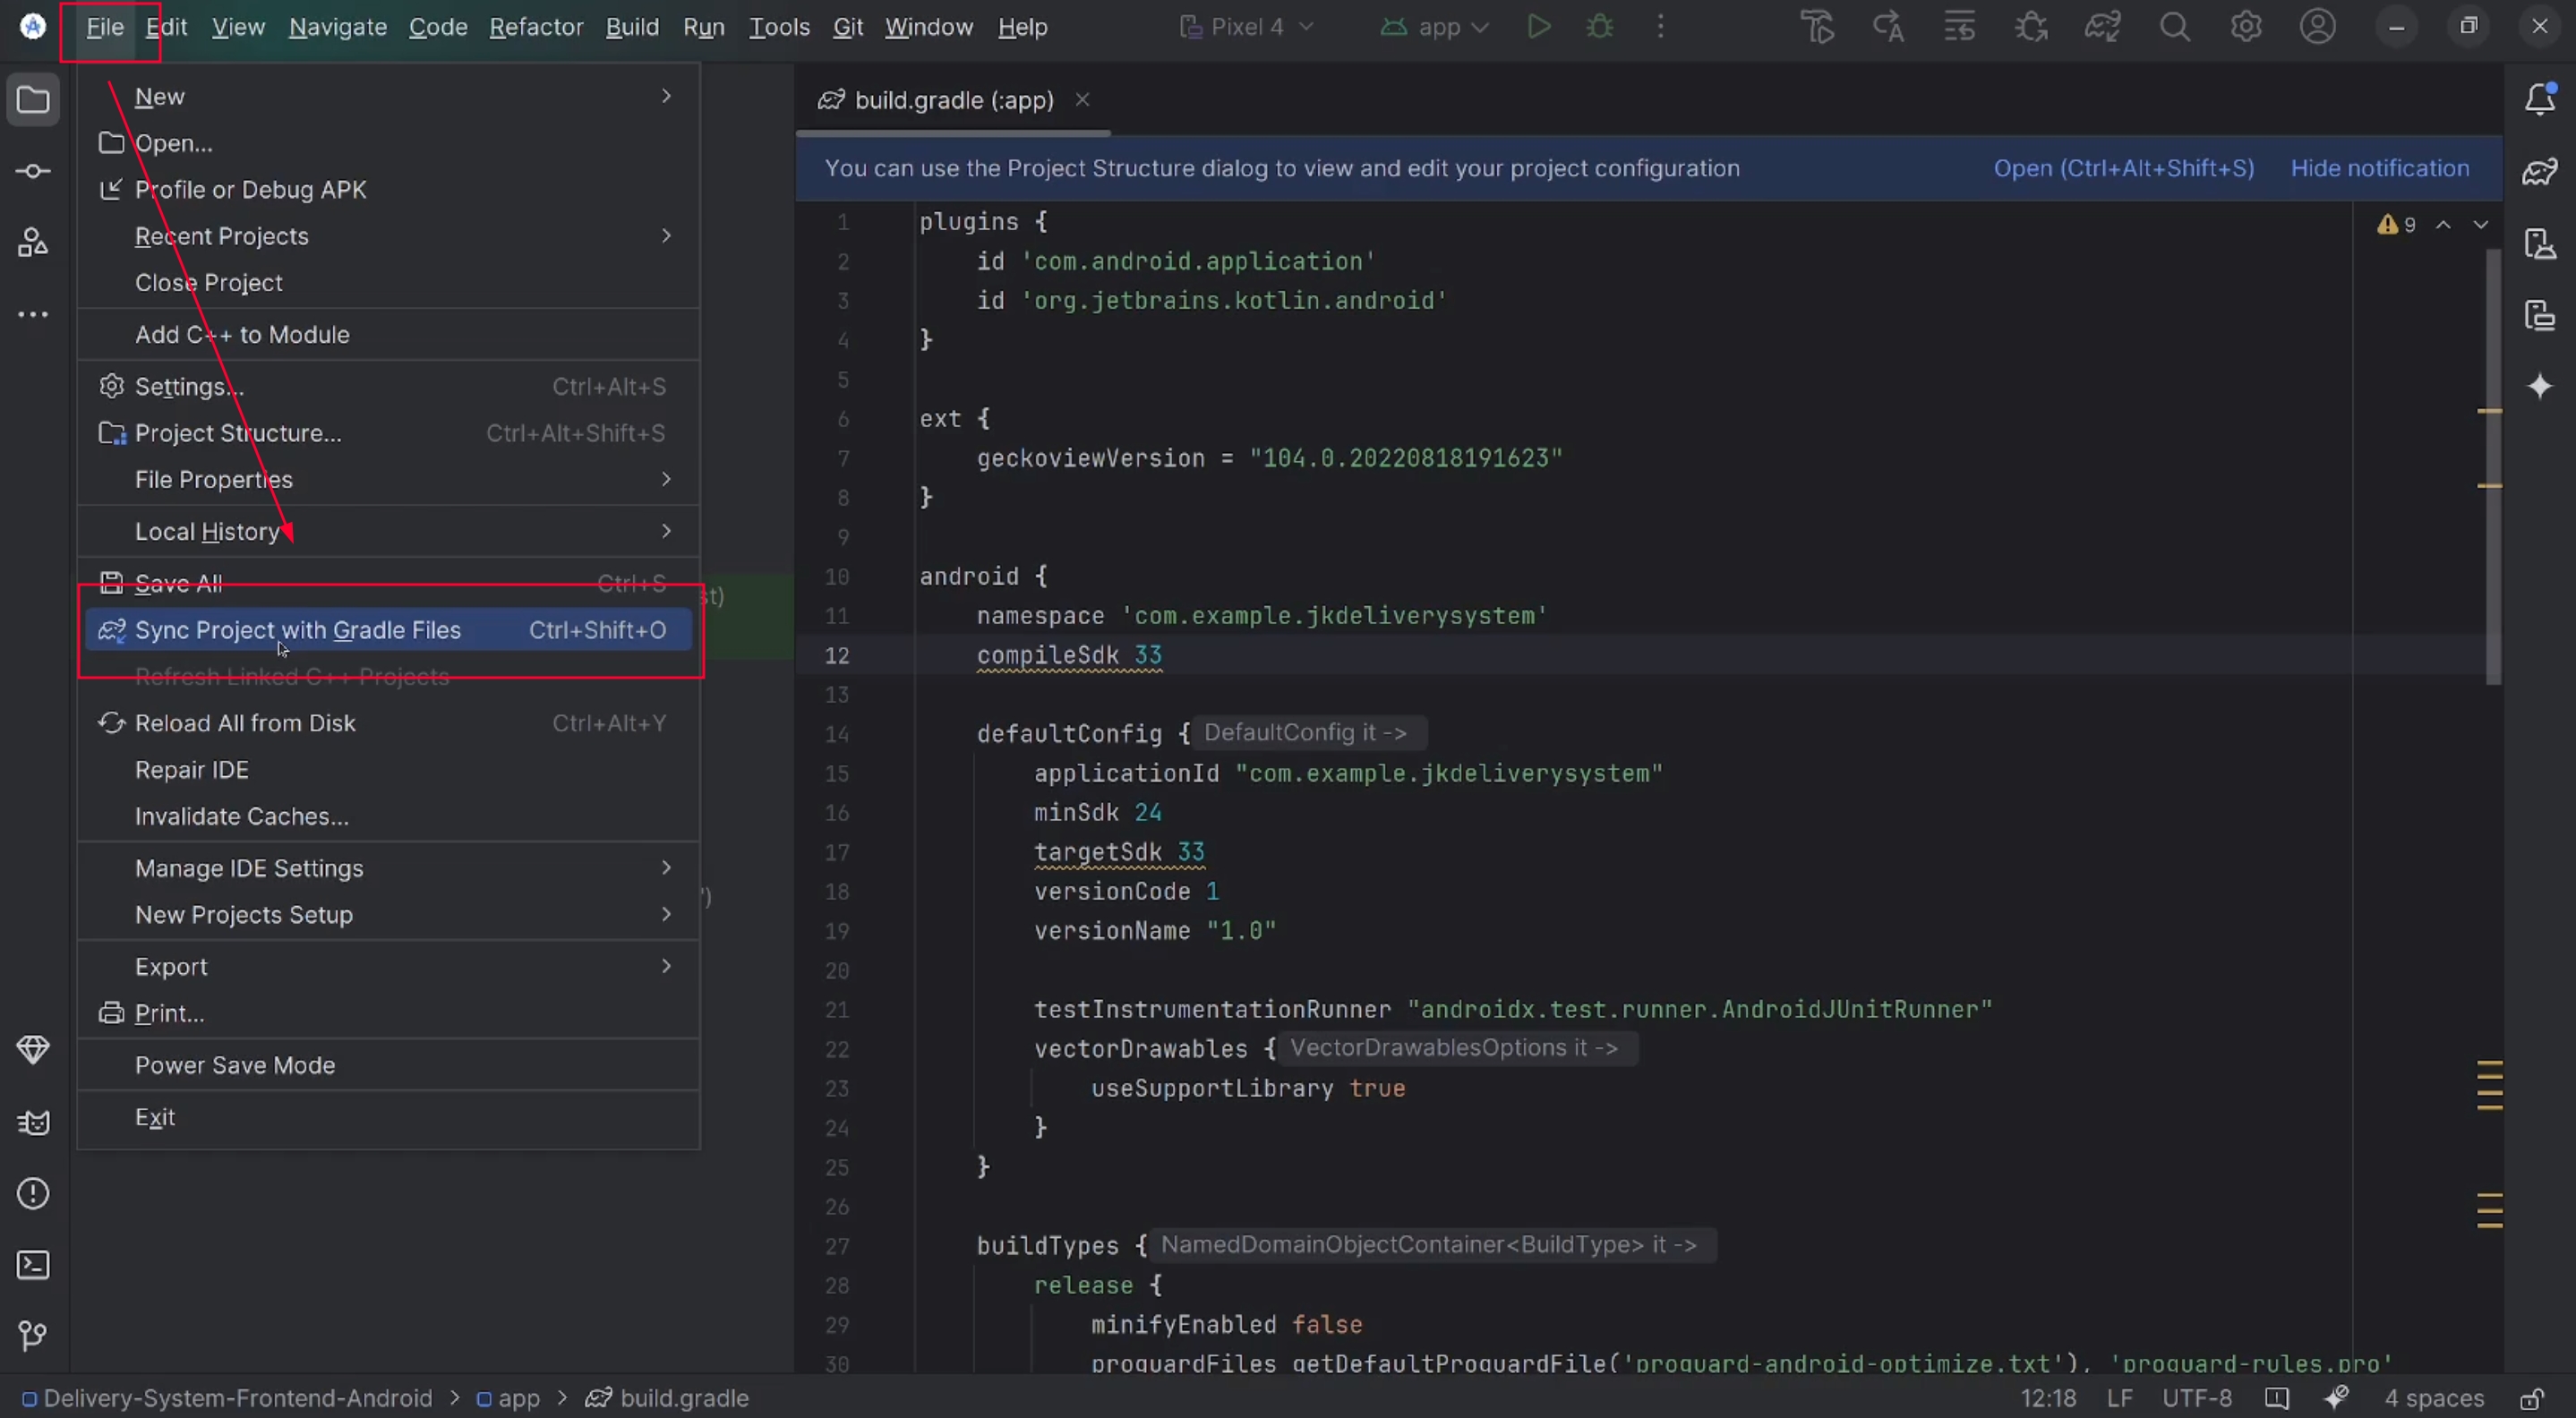 File Edit View Navigate Code Refactor Build Run Tools Git Window Help Pixel 4 app
New
Open...
Profile or Debug APK
Recent Projects
Close Project
Add C++ to Module
Settings... Ctrl+Alt+S
Project Structure... Ctrl+Alt+Shift+S
File Properties
Local History
Save All Ctrl+S
Sync Project with Gradle Files Ctrl+Shift+O
Refresh Linked C++ Projects
Reload All from Disk Ctrl+Alt+Y
Repair IDE
Invalidate Caches...
Manage IDE Settings
New Projects Setup
Export
Print...
Power Save Mode
Exit
st)
')
build.gradle (:app)
You can use the Project Structure dialog to view and edit your project configuration Open (Ctrl+Alt+Shift+S) Hide notification
9
1 plugins {
2 id 'com.android.application'
3 id 'org.jetbrains.kotlin.android'
4 }
5
6 ext {
7 geckoviewVersion = "104.0.20220818191623"
8 }
9
10 android {
11 namespace 'com.example.jkdeliverysystem'
12 compileSdk 33
13
14 defaultConfig { DefaultConfig it ->
15 applicationId "com.example.jkdeliverysystem"
16 minSdk 24
17 targetSdk 33
18 versionCode 1
19 versionName "1.0"
20
21 testInstrumentationRunner "androidx.test.runner.AndroidJUnitRunner"
22 vectorDrawables { VectorDrawablesOptions it ->
23 useSupportLibrary true
24 }
25 }
26
27 buildTypes { NamedDomainObjectContainer<BuildType> it ->
28 release {
29 minifyEnabled false
30 proguardFiles getDefaultProguardFile('proguard-android-optimize.txt'), 'proguard-rules.pro'
Delivery-System-Frontend-Android > app > build.gradle 12:18 LF UTF-8 4 spaces